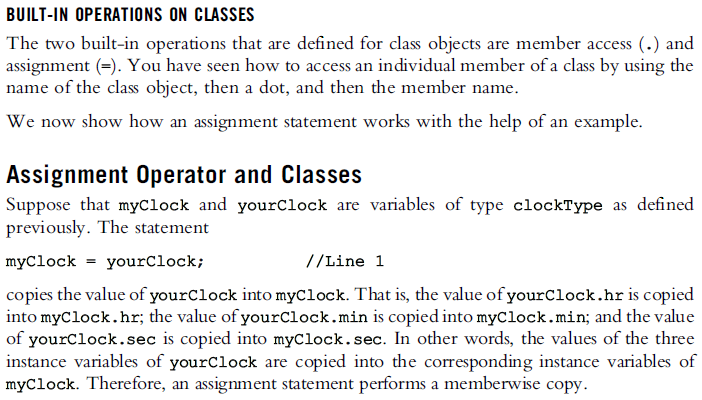 BUILT-IN OPERATIONS ON CLASSES
The two built-in operations that are defined for class objects are member access (.) and
assignment (=). You have seen how to access an individual member of a class by using the
name of the class object, then a dot, and then the member name.
We now show how an assignment statement works with the help of an example.
Assignment Operator and Classes
Suppose that myClock and yourClock are variables of type clockType as defined
previously. The statement
myClock = yourClock; //Line 1
copies the value of yourClock into myClock. That is, the value of yourClock.hr is copied
into myClock.hr; the value of yourClock.min is copied into myClock.min; and the value
of yourClock.sec is copied into myClock.sec. In other words, the values of the three
instance variables of yourClock are copied into the corresponding instance variables of
myClock. Therefore, an assignment statement performs a memberwise copy.